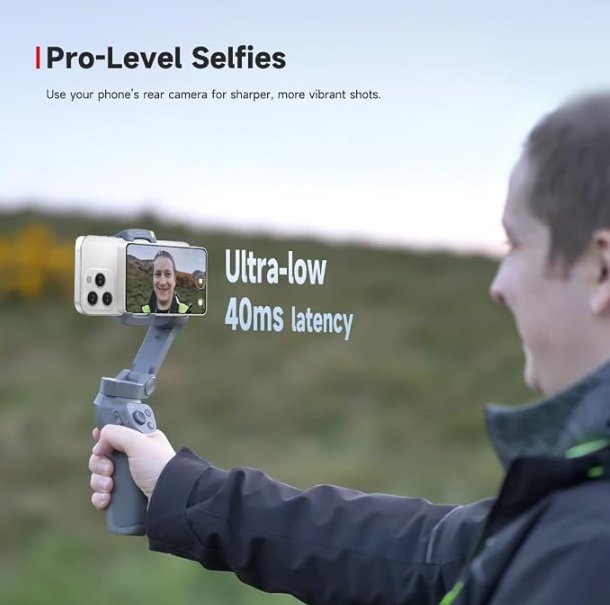 Pro-Level Selfies
Use your phone's rear camera for sharper, more vibrant shots.
Ultra-low
40ms latency